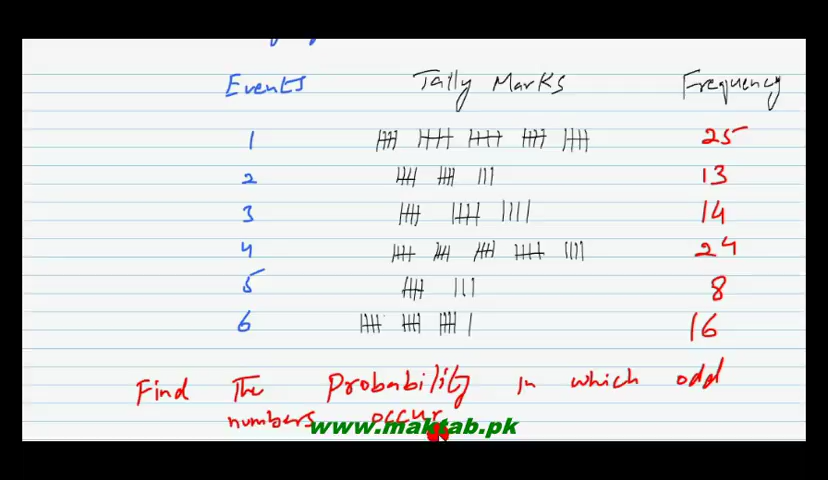 Events Tally Marks Frequency
1 25
2 13
3 14
4 24
5 8
6 16
Find The Probability in which odd
numbers occur
www.maktab.pk